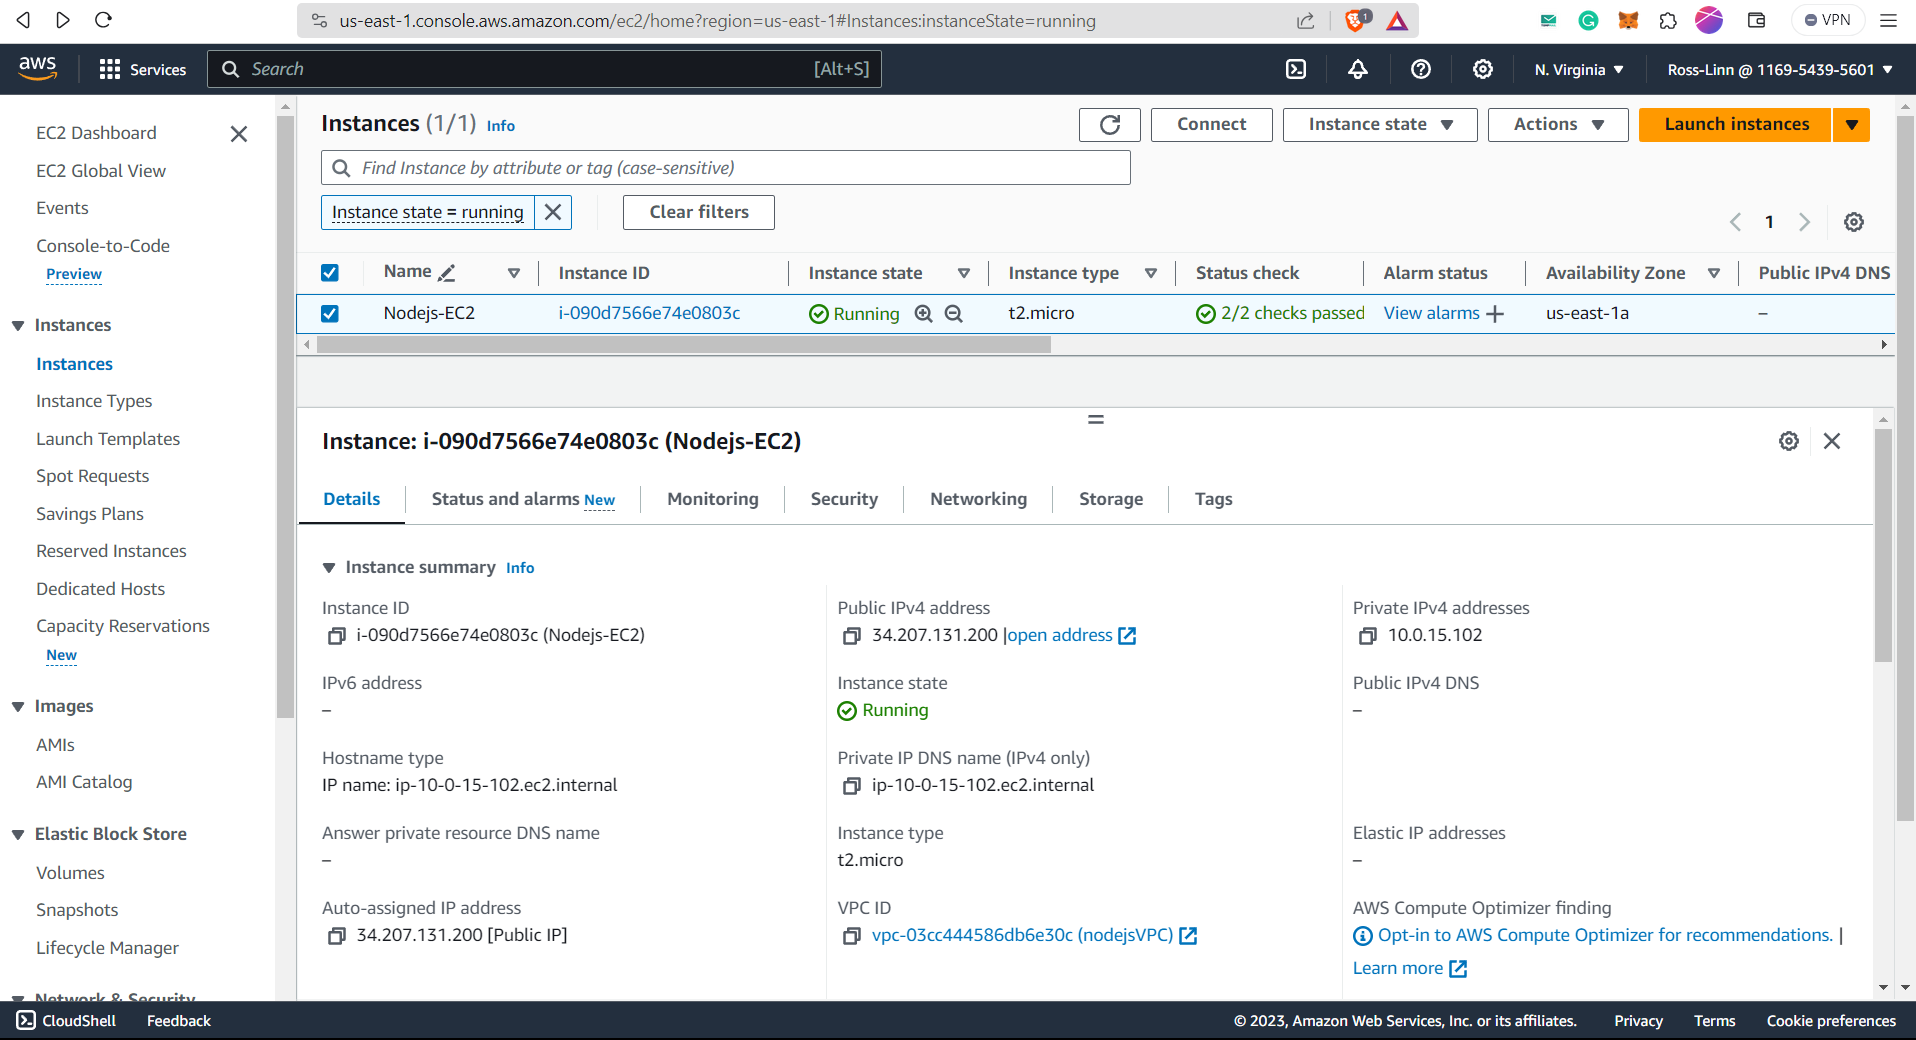 us-east-1.console.aws.amazon.com/ec2/home?region=us-east-1#Instances:instanceState=running
1
VPN
aws
Services
Search
[Alt+S]
N. Virginia
Ross-Linn @ 1169-5439-5601
EC2 Dashboard
EC2 Global View
Events
Console-to-Code
Preview
Instances
Instances
Instance Types
Launch Templates
Spot Requests
Savings Plans
Reserved Instances
Dedicated Hosts
Capacity Reservations
New
Images
AMIs
AMI Catalog
Elastic Block Store
Volumes
Snapshots
Lifecycle Manager
Network & Security
Instances (1/1) Info
Connect
Instance state
Actions
Launch instances
Find Instance by attribute or tag (case-sensitive)
Instance state = running
Clear filters
1
Name
Instance ID
Instance state
Instance type
Status check
Alarm status
Availability Zone
Public IPv4 DNS
Nodejs-EC2
i-090d7566e74e0803c
Running
t2.micro
2/2 checks passed
View alarms
us-east-1a
–
Instance: i-090d7566e74e0803c (Nodejs-EC2)
Details
Status and alarms New
Monitoring
Security
Networking
Storage
Tags
Instance summary Info
Instance ID
i-090d7566e74e0803c (Nodejs-EC2)
Public IPv4 address
34.207.131.200 |open address
Private IPv4 addresses
10.0.15.102
IPv6 address
–
Instance state
Running
Public IPv4 DNS
–
Hostname type
IP name: ip-10-0-15-102.ec2.internal
Private IP DNS name (IPv4 only)
ip-10-0-15-102.ec2.internal
Answer private resource DNS name
–
Instance type
t2.micro
Elastic IP addresses
–
Auto-assigned IP address
34.207.131.200 [Public IP]
VPC ID
vpc-03cc444586db6e30c (nodejsVPC)
AWS Compute Optimizer finding
Opt-in to AWS Compute Optimizer for recommendations. |
Learn more
CloudShell
Feedback
© 2023, Amazon Web Services, Inc. or its affiliates.
Privacy
Terms
Cookie preferences